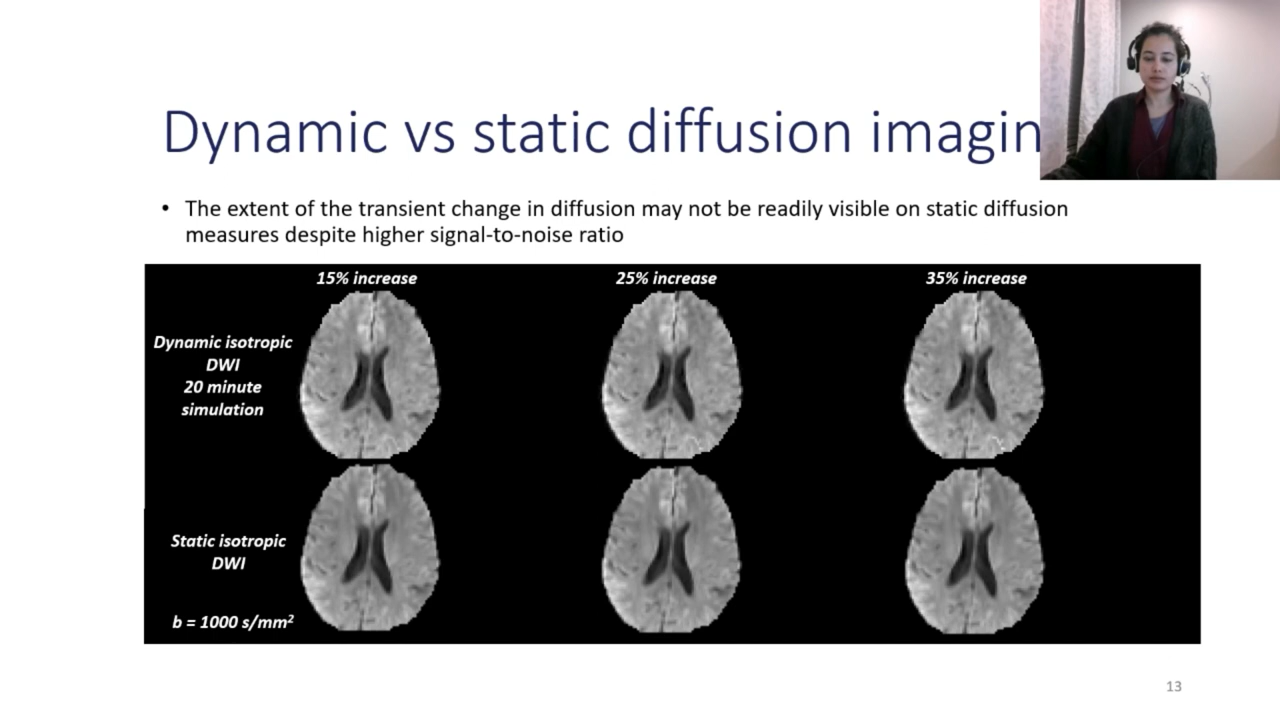 Dynamic vs static diffusion imagin
• The extent of the transient change in diffusion may not be readily visible on static diffusion
measures despite higher signal-to-noise ratio
15% increase
25% increase
35% increase
Dynamic isotropic
DWI
20 minute
simulation
Static isotropic
DWI
b = 1000 s/mm²
13